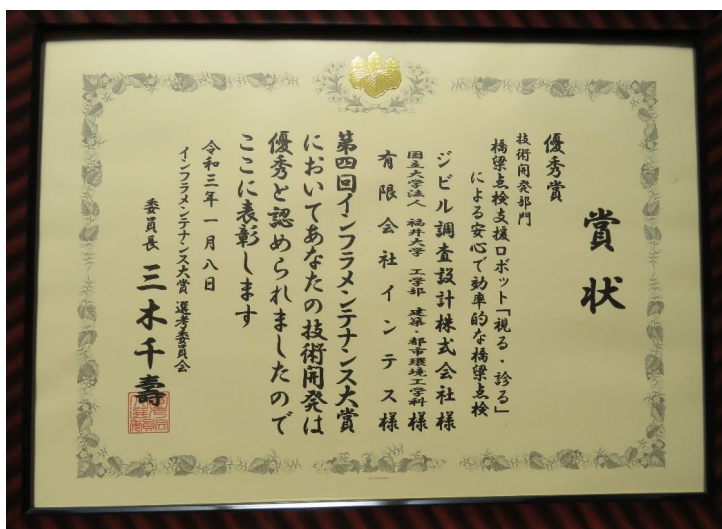 賞状
優秀賞
技術開発部門
橋梁点検支援ロボット「視る・診る」
による安心で効率的な橋梁点検
ジビル調査設計株式会社様
国立大学法人 福井大学 工学部 建築・都市環境工学科様
有限会社インテス様
第四回インフラメンテナンス大賞
においてあなたの技術開発は
優秀と認められましたので
ここに表彰します
令和三年一月八日
インフラメンテナンス大賞 選考委員会
委員長 三木千壽